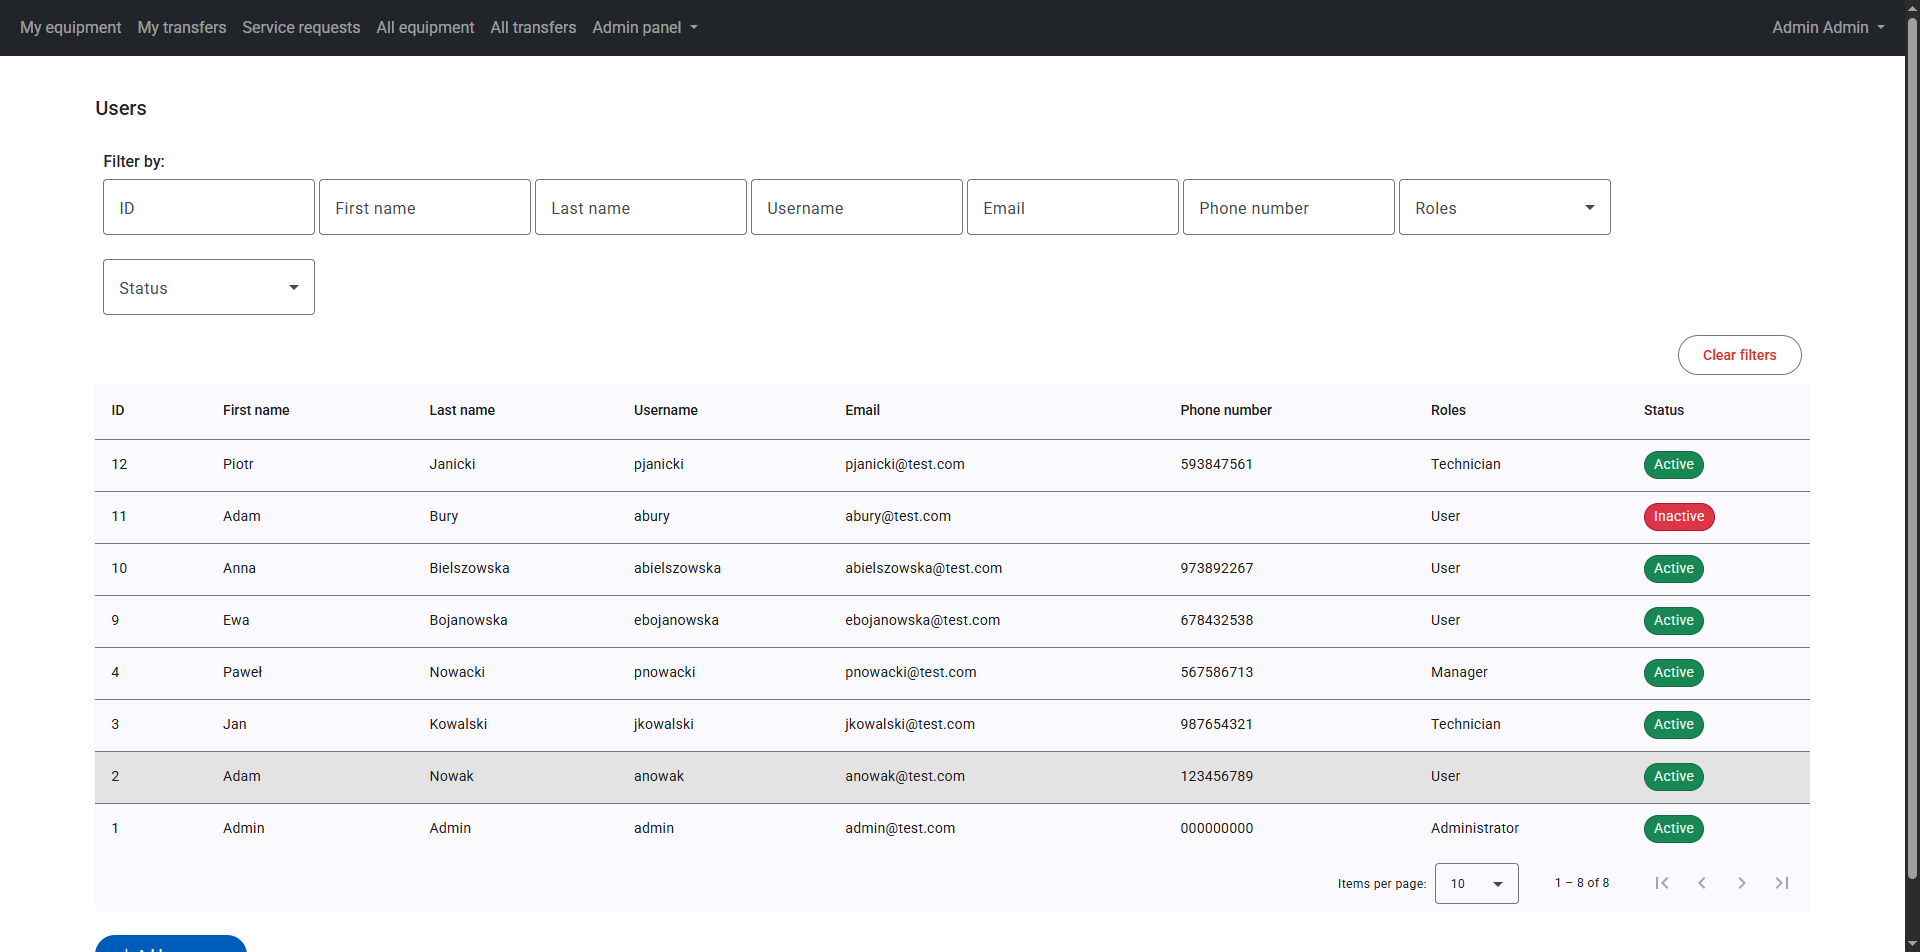 My equipment My transfers Service requests All equipment All transfers Admin panel Admin Admin
Users
Filter by:
ID First name Last name Username Email Phone number Roles
Status
Clear filters
ID First name Last name Username Email Phone number Roles Status
12 Piotr Janicki pjanicki pjanicki@test.com 593847561 Technician Active
11 Adam Bury abury abury@test.com User Inactive
10 Anna Bielszowska abielszowska abielszowska@test.com 973892267 User Active
9 Ewa Bojanowska ebojanowska ebojanowska@test.com 678432538 User Active
4 Paweł Nowacki pnowacki pnowacki@test.com 567586713 Manager Active
3 Jan Kowalski jkowalski jkowalski@test.com 987654321 Technician Active
2 Adam Nowak anowak anowak@test.com 123456789 User Active
1 Admin Admin admin admin@test.com 000000000 Administrator Active
Items per page: 10 1 – 8 of 8